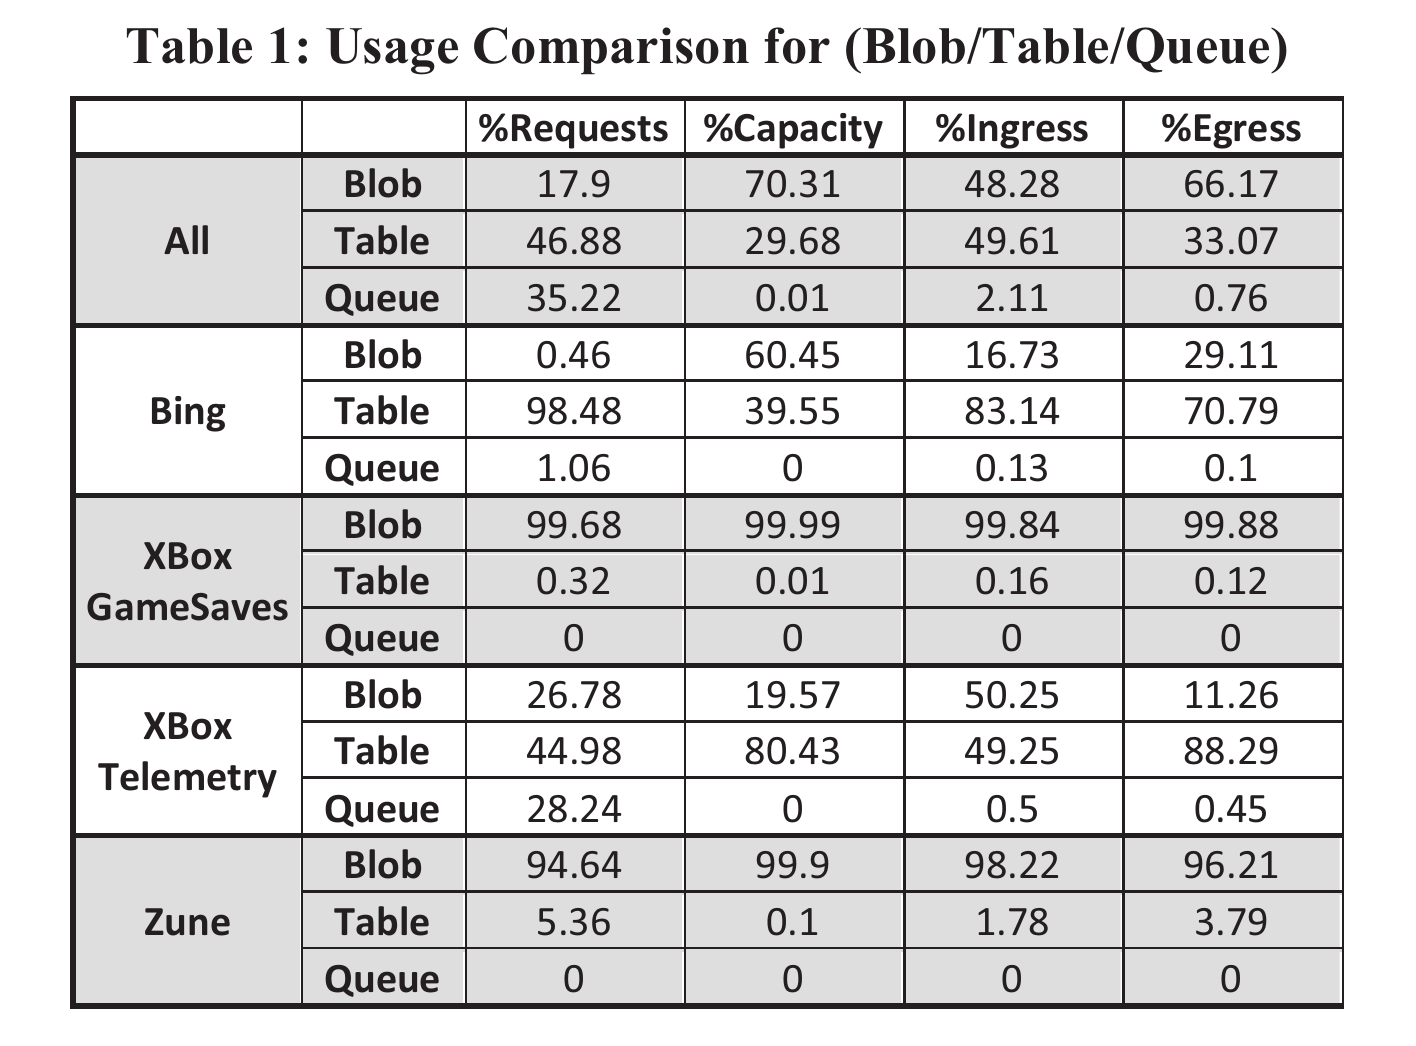 Table 1: Usage Comparison for (Blob/Table/Queue)
%Requests %Capacity %Ingress %Egress
All
Blob 17.9 70.31 48.28 66.17
Table 46.88 29.68 49.61 33.07
Queue 35.22 0.01 2.11 0.76
Bing
Blob 0.46 60.45 16.73 29.11
Table 98.48 39.55 83.14 70.79
Queue 1.06 0 0.13 0.1
XBox
GameSaves
Blob 99.68 99.99 99.84 99.88
Table 0.32 0.01 0.16 0.12
Queue 0 0 0 0
XBox
Telemetry
Blob 26.78 19.57 50.25 11.26
Table 44.98 80.43 49.25 88.29
Queue 28.24 0 0.5 0.45
Zune
Blob 94.64 99.9 98.22 96.21
Table 5.36 0.1 1.78 3.79
Queue 0 0 0 0